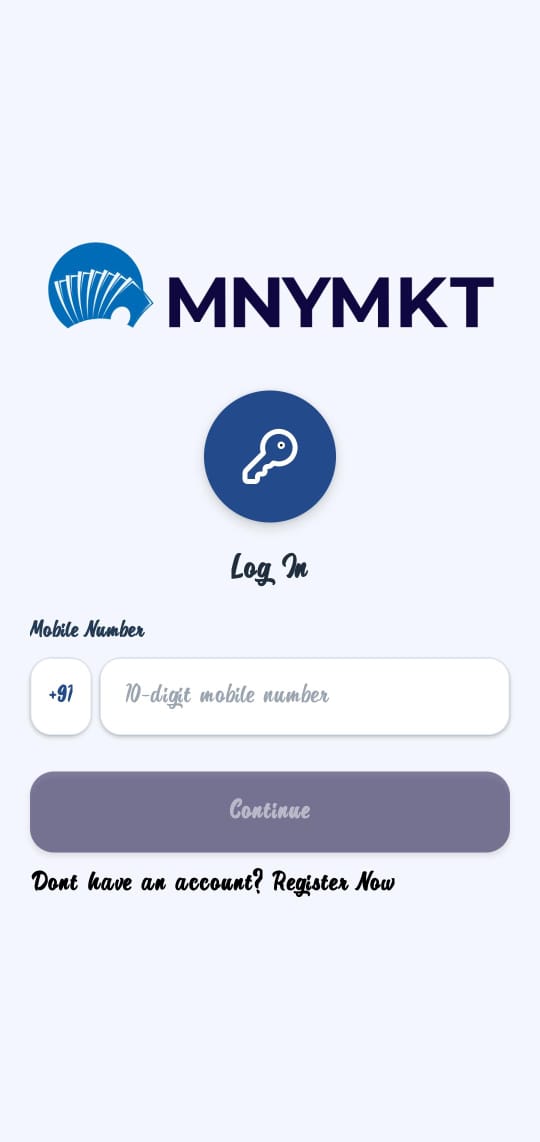 MNYMKT
Log In
Mobile Number
+91 10-digit mobile number
Continue
Dont have an account? Register Now